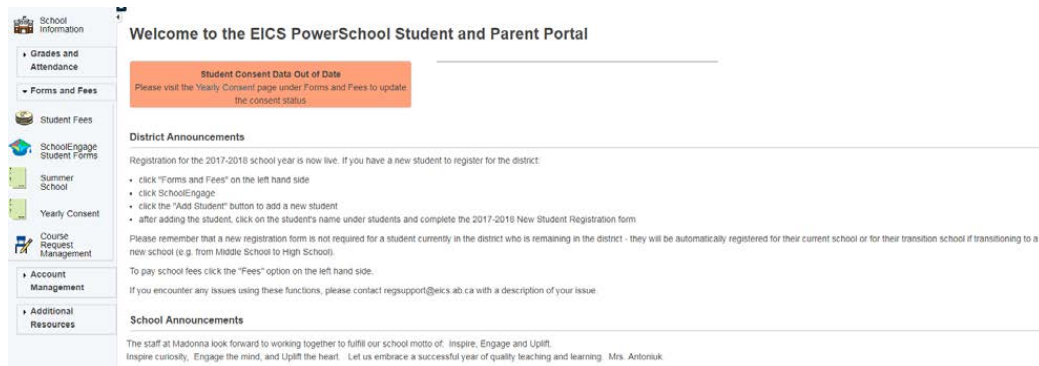 School
Information
Grades and
Attendance
Forms and Fees
Student Fees
SchoolEngage
Student Forms
Summer
School
Yearly Consent
Course
Request
Management
Account
Management
Additional
Resources
Welcome to the EICS PowerSchool Student and Parent Portal
Student Consent Data Out of Date
Please visit the Yearly Consent page under Forms and Fees to update
the consent status
District Announcements
Registration for the 2017-2018 school year is now live. If you have a new student to register for the district:
• click "Forms and Fees" on the left hand side
• click SchoolEngage
• click the "Add Student" button to add a new student
• after adding the student, click on the student's name under students and complete the 2017-2018 New Student Registration form
Please remember that a new registration form is not required for a student currently in the district who is remaining in the district - they will be automatically registered for their current school or for their transition school if transitioning to a
new school (e.g. from Middle School to High School).
To pay school fees click the "Fees" option on the left hand side.
If you encounter any issues using these functions, please contact regsupport@eics.ab.ca with a description of your issue.
School Announcements
The staff at Madonna look forward to working together to fulfill our school motto of: Inspire, Engage and Uplift.
Inspire curiosity, Engage the mind, and Uplift the heart. Let us embrace a successful year of quality teaching and learning. Mrs. Antoniuk